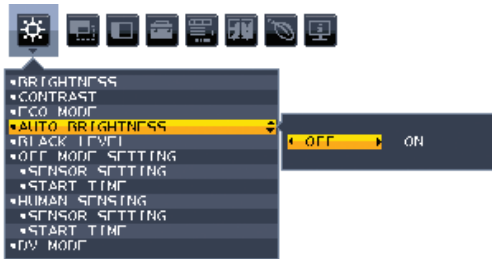 BRIGHTNESS
CONTRAST
ECO MODE
AUTO BRIGHTNESS
OFF ON
BLACK LEVEL
OFF MODE SETTING
SENSOR SETTING
START TIME
HUMAN SENSING
SENSOR SETTING
START TIME
DV MODE